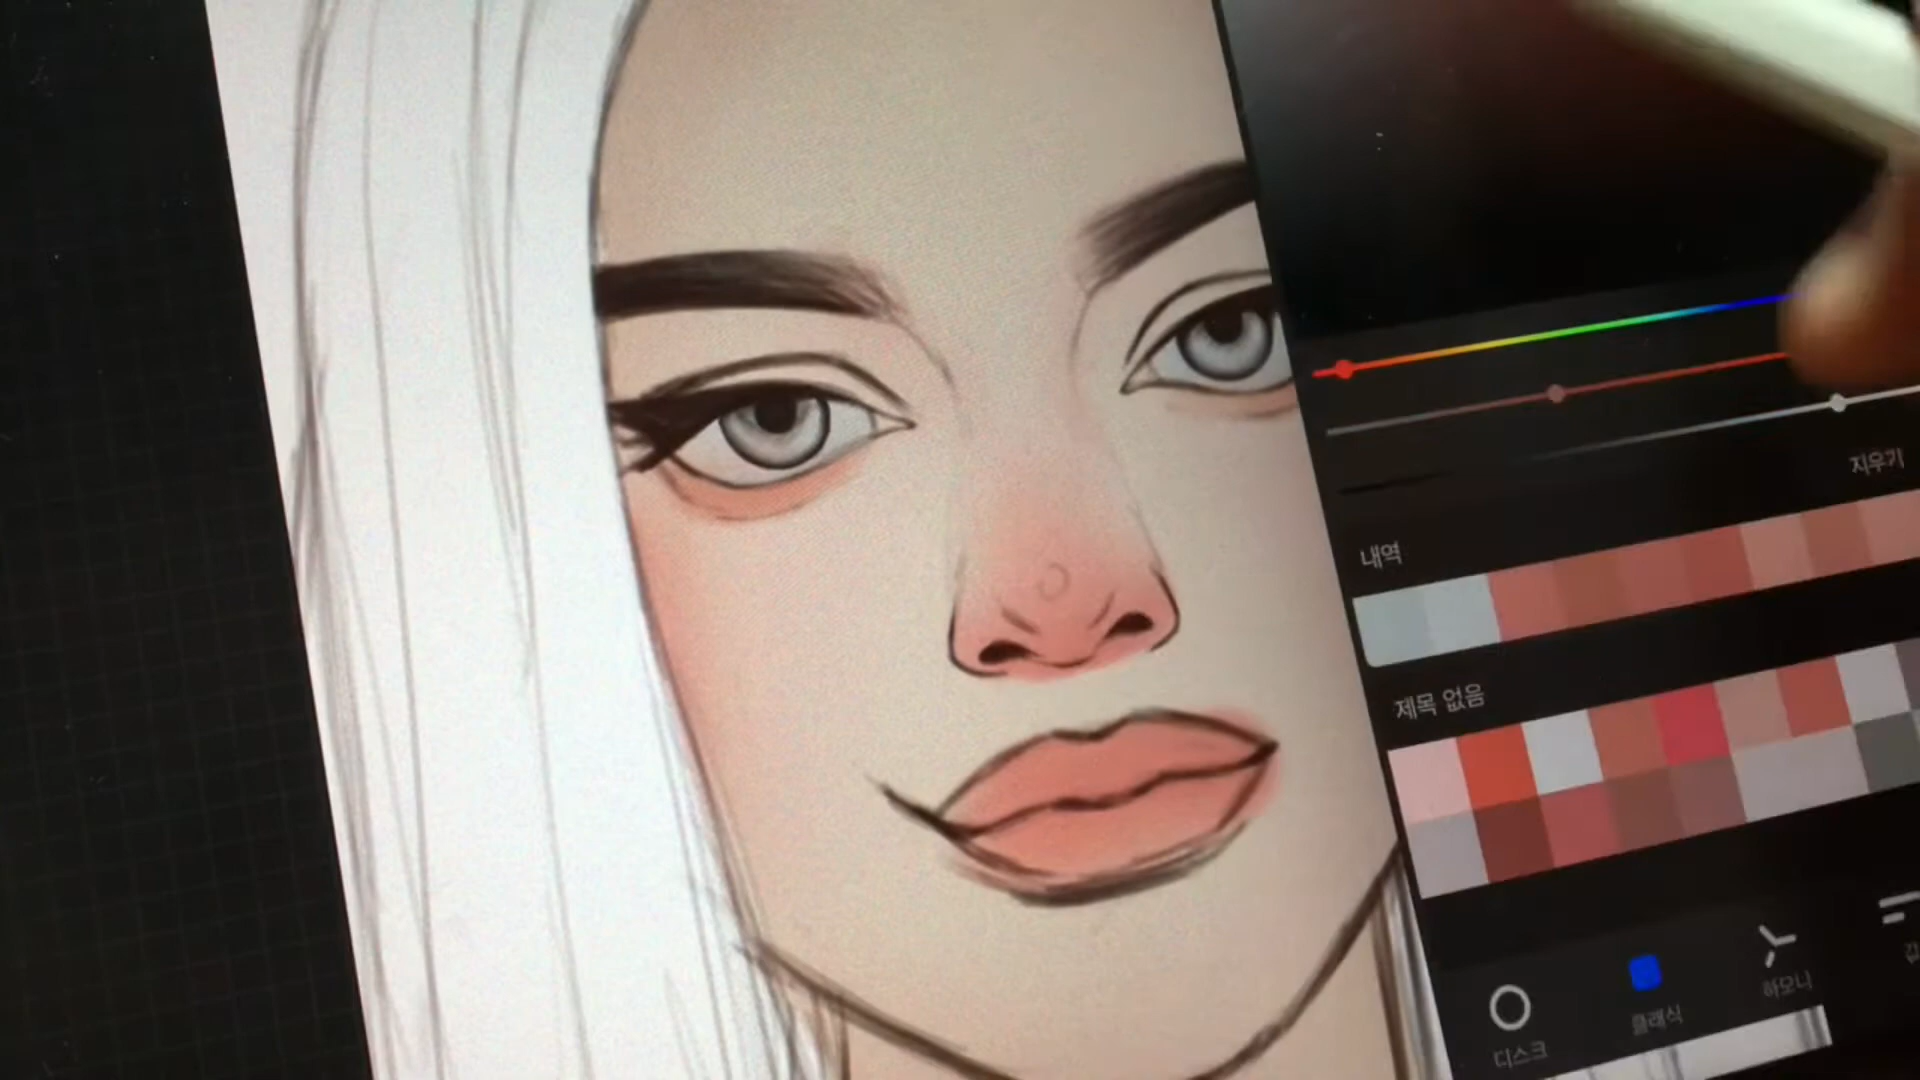 지우기
내역
제목 없음
디스크
클래식
하모니